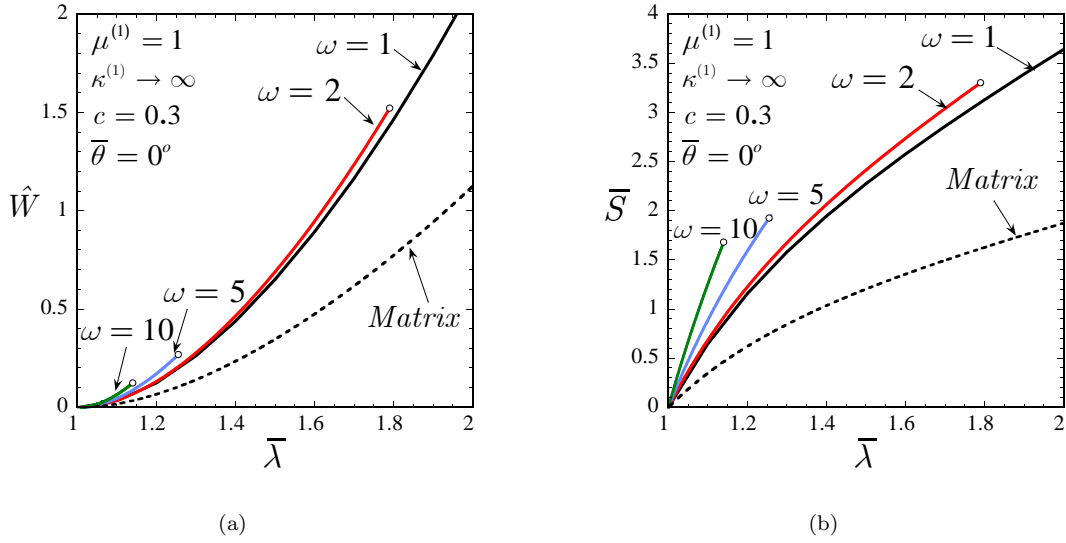 2
1.5
1
0.5
0
Ŵ
μ⁽¹⁾ = 1
κ⁽¹⁾ → ∞
c = 0.3
θ̅ = 0º
ω = 1
ω = 2
ω = 5
ω = 10
Matrix
1 1.2 1.4 1.6 1.8 2
λ̅
(a)
4
3.5
3
2.5
2
1.5
1
0.5
0
S̅
μ⁽¹⁾ = 1
κ⁽¹⁾ → ∞
c = 0.3
θ̅ = 0º
ω = 1
ω = 2
ω = 5
ω = 10
Matrix
1 1.2 1.4 1.6 1.8 2
λ̅
(b)